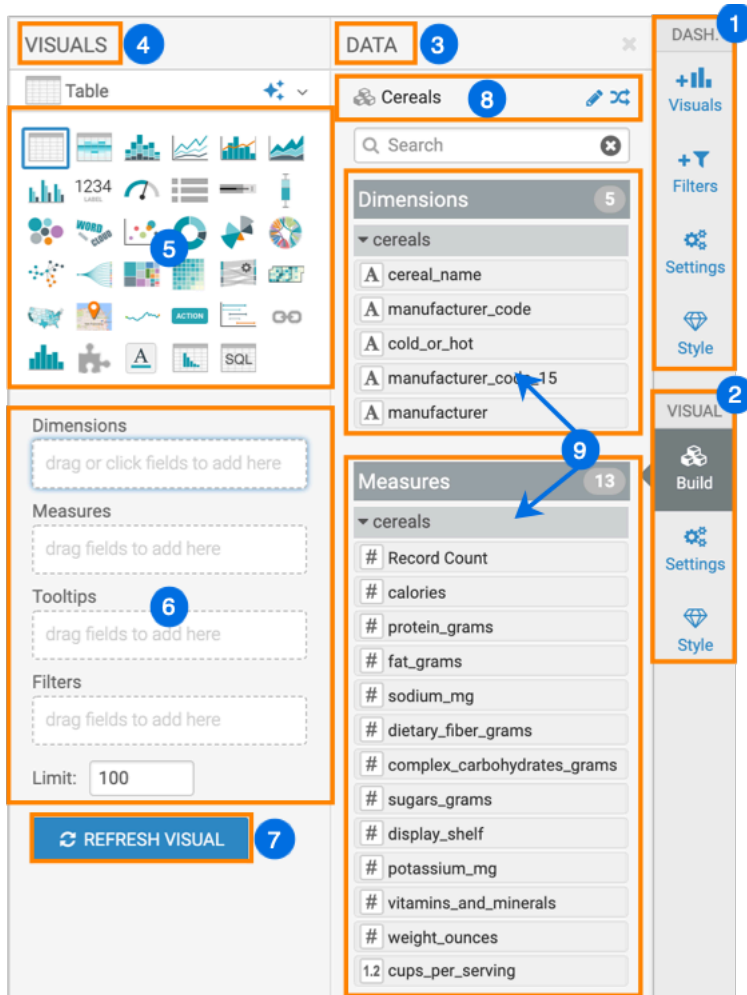 VISUALS
4
Table
1234
LABEL
WORD
CLOUD
5
ACTION
A
SQL
Dimensions
drag or click fields to add here
Measures
drag fields to add here
Tooltips
6
drag fields to add here
Filters
drag fields to add here
Limit: 100
REFRESH VISUAL
7
DATA
3
Cereals
8
Search
Dimensions 5
cereals
A cereal_name
A manufacturer_code
A cold_or_hot
A manufacturer_code_15
A manufacturer
9
Measures 13
cereals
# Record Count
# calories
# protein_grams
# fat_grams
# sodium_mg
# dietary_fiber_grams
# complex_carbohydrates_grams
# sugars_grams
# display_shelf
# potassium_mg
# vitamins_and_minerals
# weight_ounces
1.2 cups_per_serving
1
DASH.
Visuals
Filters
Settings
Style
2
VISUAL
Build
Settings
Style